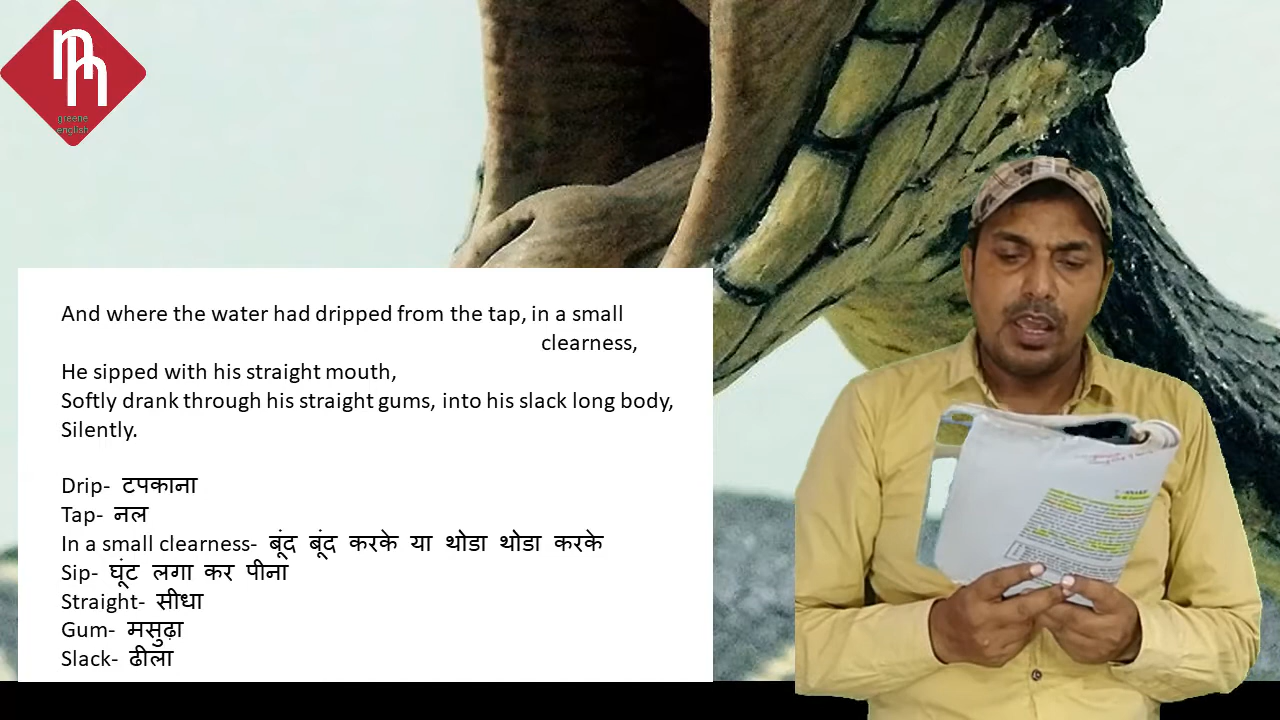 nh
greene
english
And where the water had dripped from the tap, in a small
clearness,
He sipped with his straight mouth,
Softly drank through his straight gums, into his slack long body,
Silently.
Drip- टपकाना
Tap- नल
In a small clearness- बूंद बूंद करके या थोडा थोडा करके
Sip- घूंट लगा कर पीना
Straight- सीधा
Gum- मसुढ़ा
Slack- ढीला